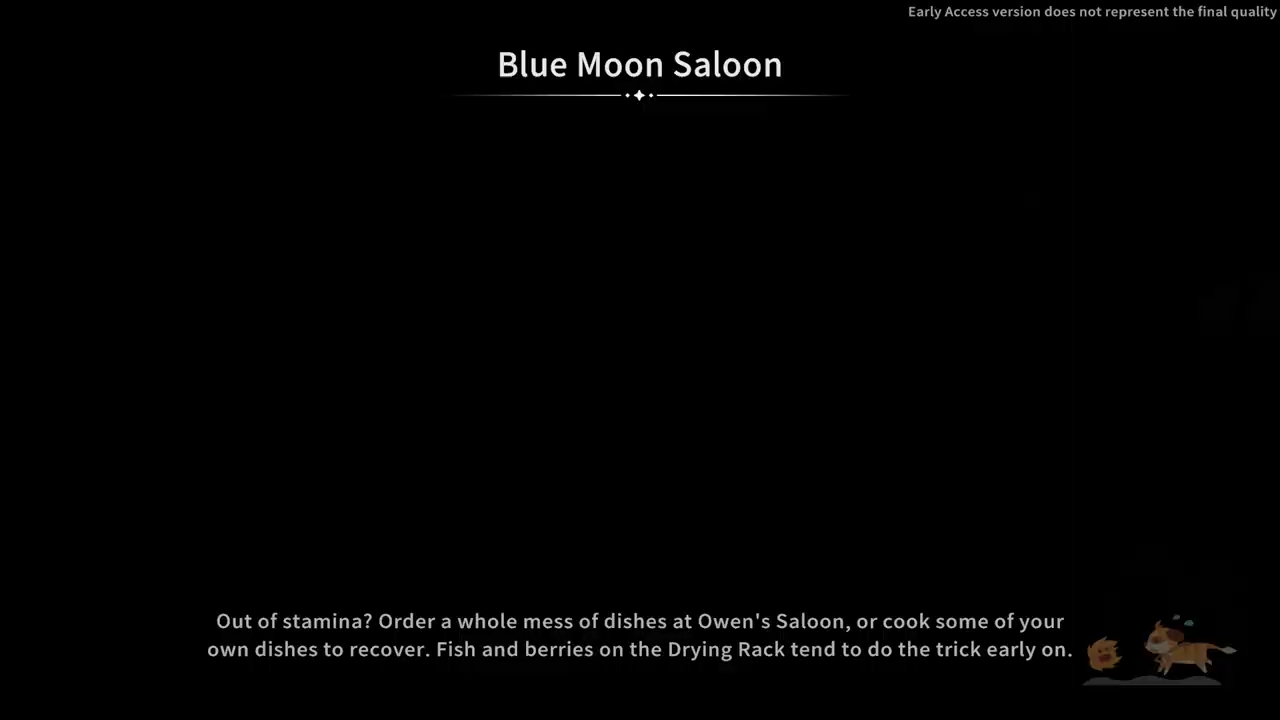 Early Access version does not represent the final quality
Blue Moon Saloon
Out of stamina? Order a whole mess of dishes at Owen's Saloon, or cook some of your
own dishes to recover. Fish and berries on the Drying Rack tend to do the trick early on.